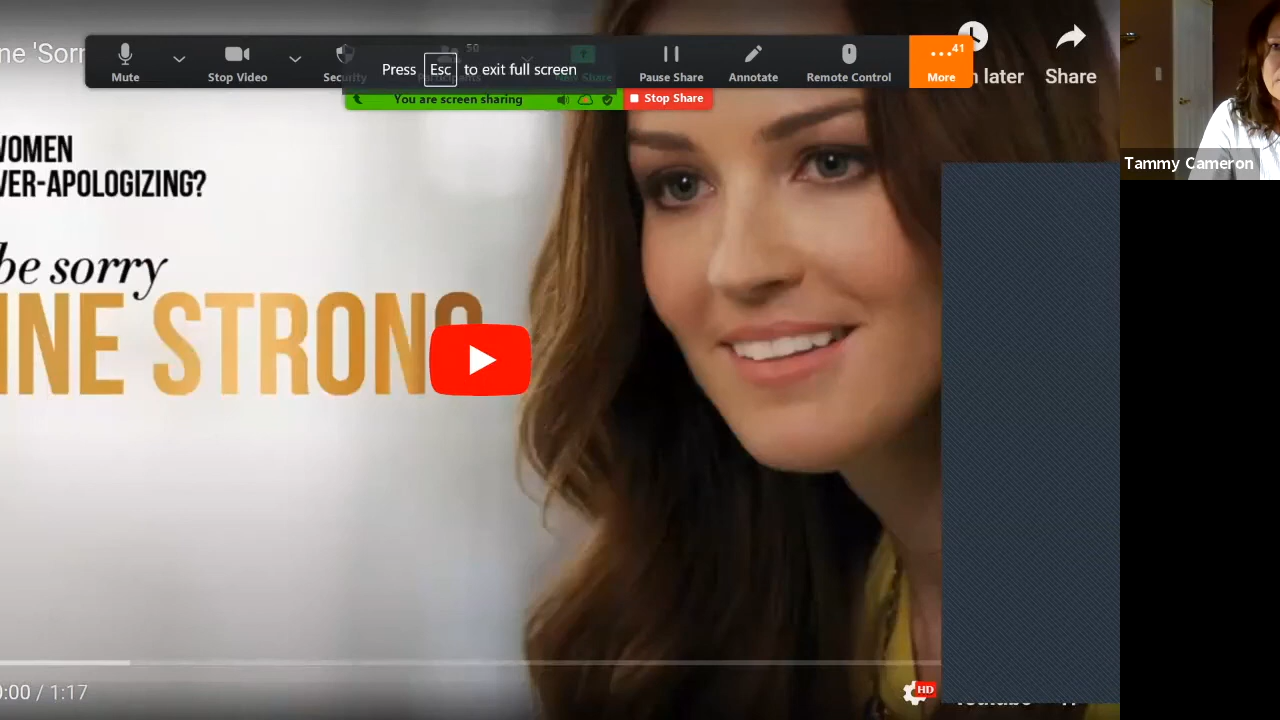 ne 'Sorr
Mute
Stop Video
Security
50
Press Esc to exit full screen
Pause Share
Annotate
Remote Control
41
More
later
Share
You are screen sharing
Stop Share
WOMEN
VER-APOLOGIZING?
be sorry
INE STRONG
0:00 / 1:17
HD
Tammy Cameron